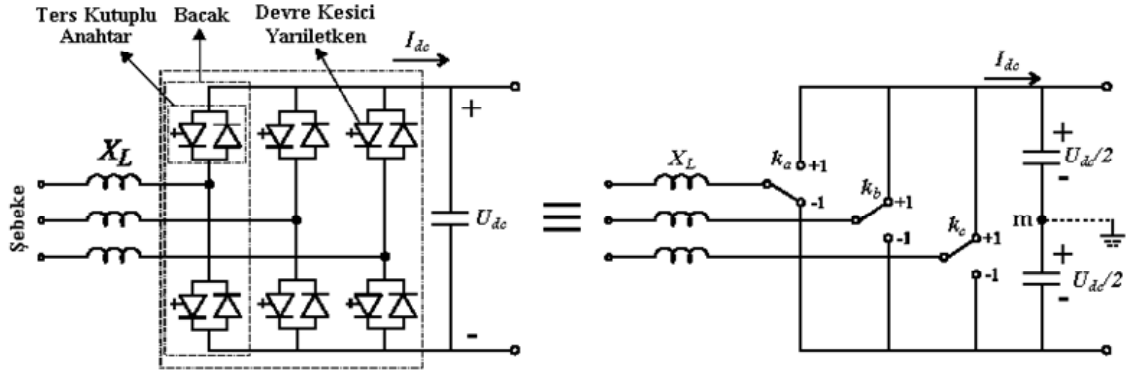 Ters Kutuplu
Anahtar
Bacak
Devre Kesici
Yarıiletken
I_dc
+
X_L
Şebeke
U_dc
-
I_dc
X_L
k_a
+1
-1
k_b
+1
-1
k_c
+1
-1
+
U_dc/2
-
m
+
U_dc/2
-